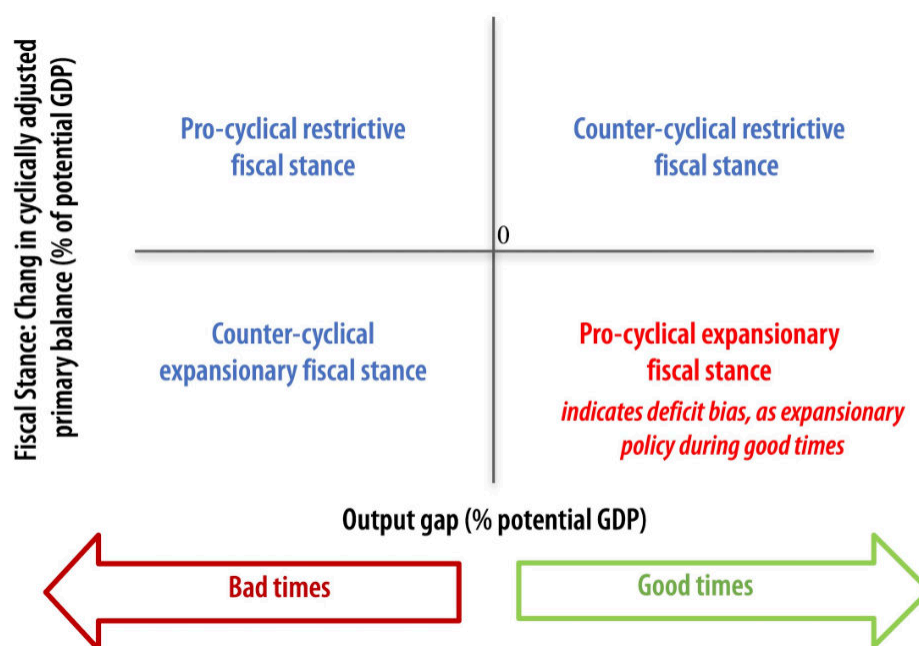 Fiscal Stance: Chang in cyclically adjusted
primary balance (% of potential GDP)
Pro-cyclical restrictive
fiscal stance
Counter-cyclical restrictive
fiscal stance
0
Counter-cyclical
expansionary fiscal stance
Pro-cyclical expansionary
fiscal stance
indicates deficit bias, as expansionary
policy during good times
Output gap (% potential GDP)
Bad times
Good times